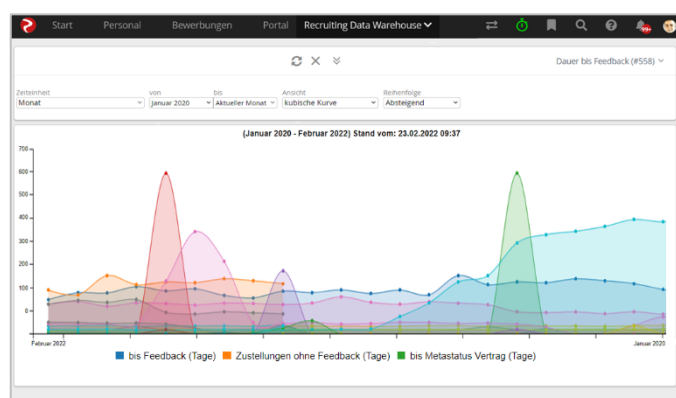 Start Personal Bewerbungen Portal Recruiting Data Warehouse
99+
Dauer bis Feedback (#558)
Zeiteinheit von bis Ansicht Reihenfolge
Monat Januar 2020 Aktueller Monat kubische Kurve Absteigend
(Januar 2020 - Februar 2022) Stand vom: 23.02.2022 09:37
700
600
500
400
300
200
100
0
Februar 2022 Januar 2020
bis Feedback (Tage) Zustellungen ohne Feedback (Tage) bis Metastatus Vertrag (Tage)